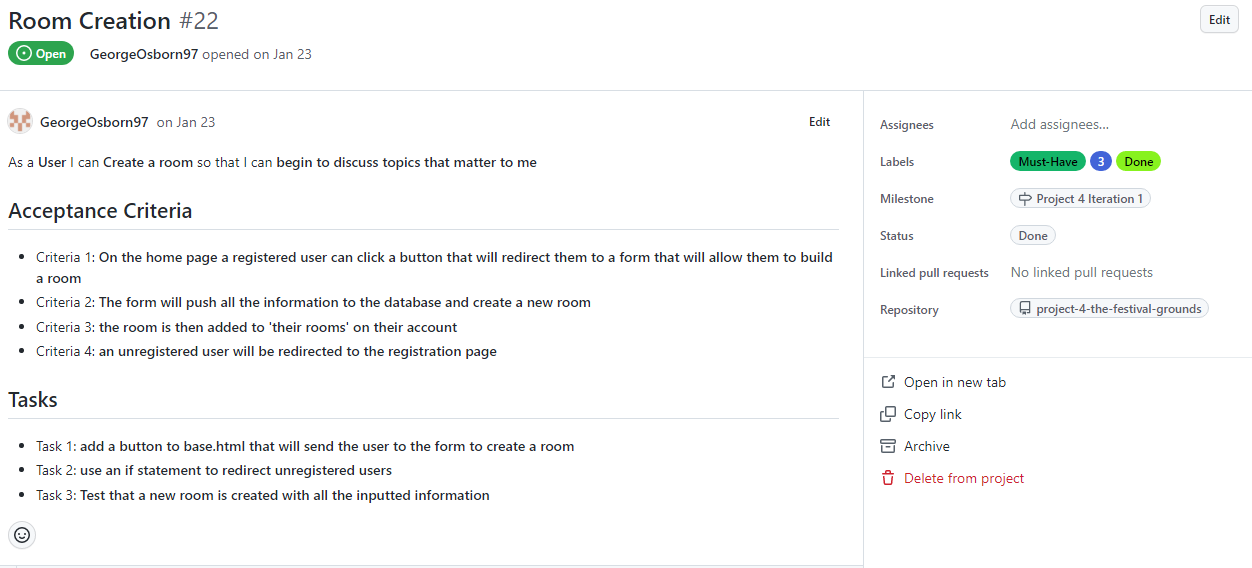 Room Creation #22
Edit
Open
GeorgeOsborn97 opened on Jan 23
GeorgeOsborn97 on Jan 23
Edit
As a User I can Create a room so that I can begin to discuss topics that matter to me
Acceptance Criteria
Criteria 1: On the home page a registered user can click a button that will redirect them to a form that will allow them to build
a room
Criteria 2: The form will push all the information to the database and create a new room
Criteria 3: the room is then added to 'their rooms' on their account
Criteria 4: an unregistered user will be redirected to the registration page
Tasks
Task 1: add a button to base.html that will send the user to the form to create a room
Task 2: use an if statement to redirect unregistered users
Task 3: Test that a new room is created with all the inputted information
Assignees
Add assignees...
Labels
Must-Have 3 Done
Milestone
Project 4 Iteration 1
Status
Done
Linked pull requests
No linked pull requests
Repository
project-4-the-festival-grounds
Open in new tab
Copy link
Archive
Delete from project